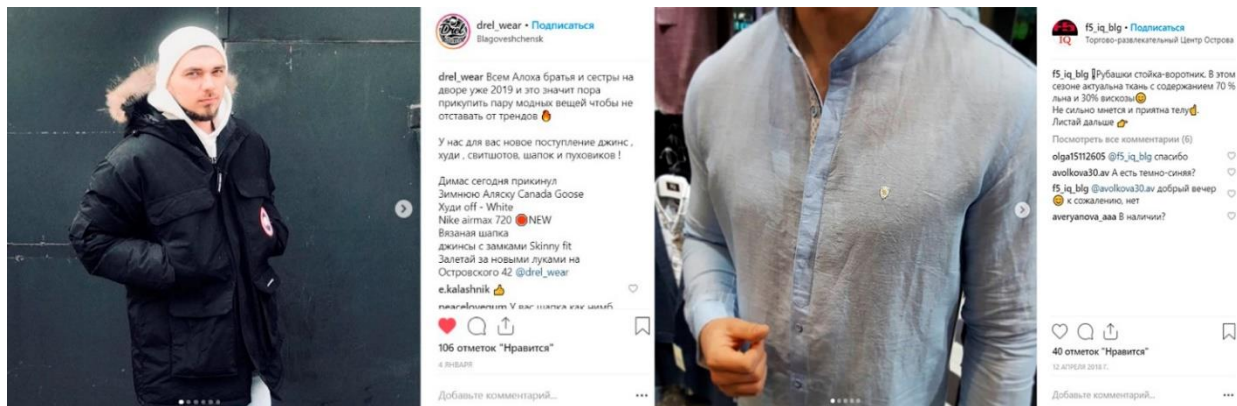 drel_wear • Подписаться
Blagoveshchensk
drel_wear Всем Алоха братья и сестры на
дворе уже 2019 и это значит пора
прикупить пару модных вещей чтобы не
отставать от трендов 🔥
У нас для вас новое поступление джинс ,
худи , свитшотов, шапок и пуховиков !
Димас сегодня прикинул
Зимнюю Аляску Canada Goose
Худи off - White
Nike airmax 720 🔴NEW
Вязаная шапка
джинсы с замками Skinny fit
Залетай за новыми луками на
Островского 42 @drel_wear
e.kalashnik 👍
peacelovegum У вас шапка как нимб
106 отметок "Нравится"
4 ЯНВАРЯ
Добавьте комментарий...
f5_iq_blg • Подписаться
Торгово-развлекательный Центр Острова
IQ
f5_iq_blg Рубашки стойка-воротник. В этом
сезоне актуальна ткань с содержанием 70 %
льна и 30% вискозы😊
Не сильно мнется и приятна телу☝
Листай дальше 👉
Посмотреть все комментарии (6)
olga15112605 @f5_iq_blg спасибо
avolkova30.av А есть темно-синяя?
f5_iq_blg @avolkova30.av добрый вечер
😊 к сожалению, нет
averyanova_aaa В наличии?
40 отметок "Нравится"
12 АПРЕЛЯ 2018 Г.
Добавьте комментарий...